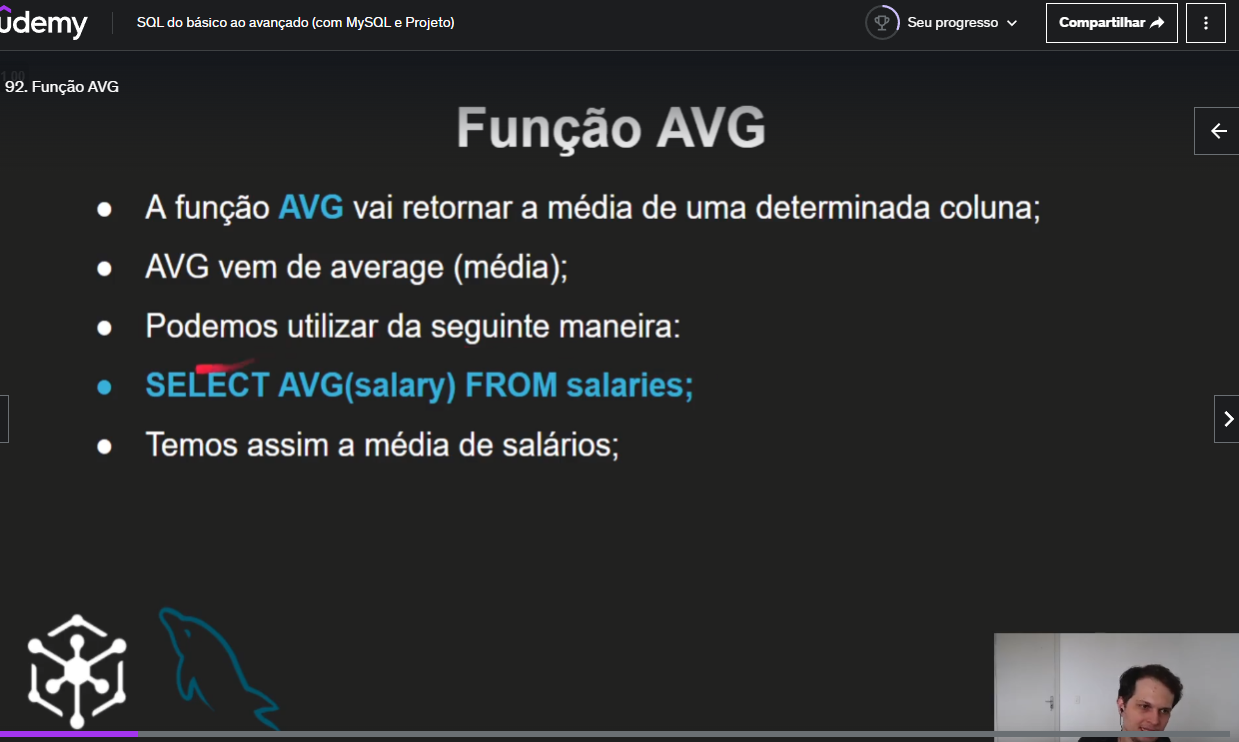 udemy
SQL do básico ao avançado (com MySQL e Projeto)
Seu progresso
Compartilhar
92. Função AVG
Função AVG
A função AVG vai retornar a média de uma determinada coluna;
AVG vem de average (média);
Podemos utilizar da seguinte maneira:
SELECT AVG(salary) FROM salaries;
Temos assim a média de salários;